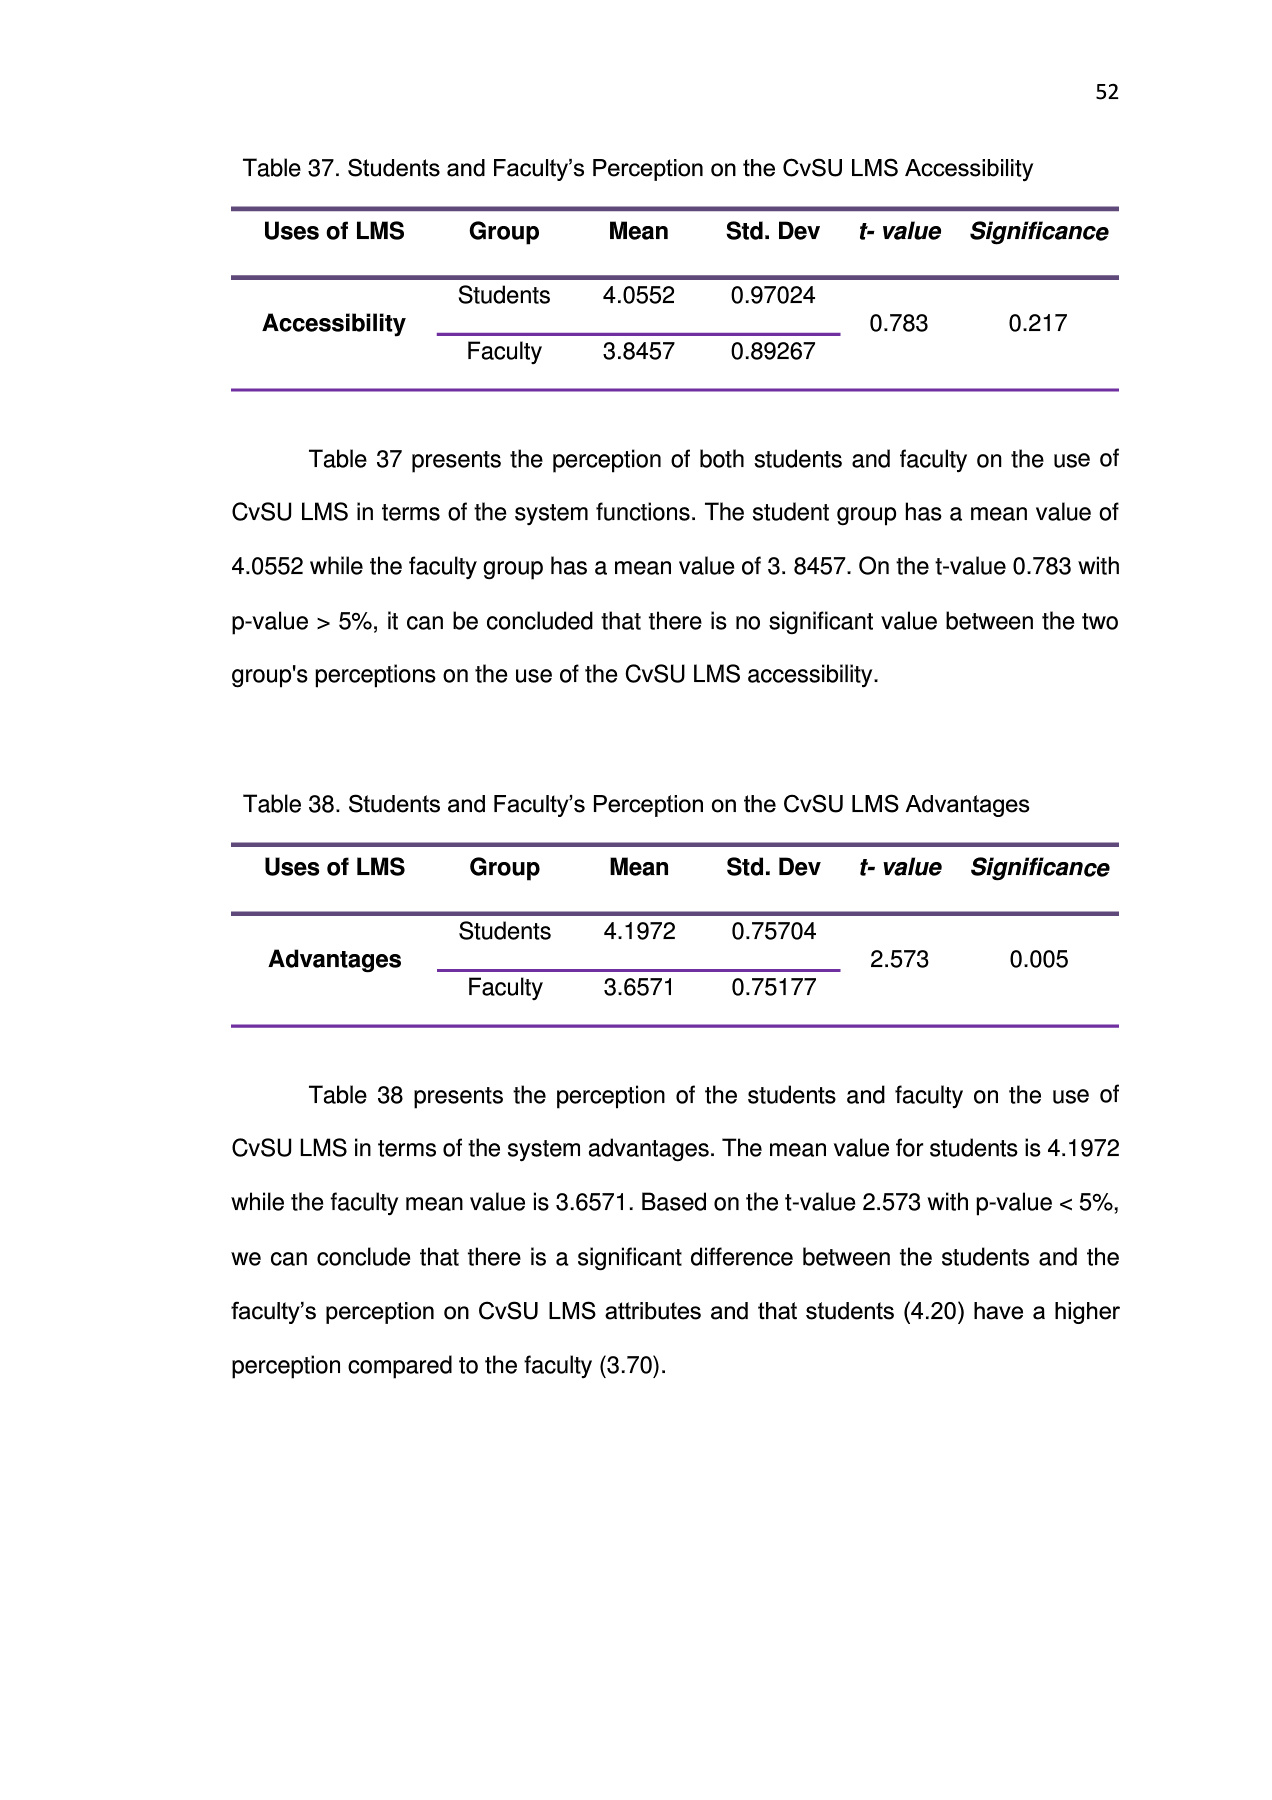 52
Table 37. Students and Faculty’s Perception on the CvSU LMS Accessibility
Uses of LMS Group Mean Std. Dev t- value Significance
Students 4.0552 0.97024
Accessibility 0.783 0.217
Faculty 3.8457 0.89267
Table 37 presents the perception of both students and faculty on the use of
CvSU LMS in terms of the system functions. The student group has a mean value of
4.0552 while the faculty group has a mean value of 3. 8457. On the t-value 0.783 with
p-value > 5%, it can be concluded that there is no significant value between the two
group's perceptions on the use of the CvSU LMS accessibility.
Table 38. Students and Faculty’s Perception on the CvSU LMS Advantages
Uses of LMS Group Mean Std. Dev t- value Significance
Students 4.1972 0.75704
Advantages 2.573 0.005
Faculty 3.6571 0.75177
Table 38 presents the perception of the students and faculty on the use of
CvSU LMS in terms of the system advantages. The mean value for students is 4.1972
while the faculty mean value is 3.6571. Based on the t-value 2.573 with p-value < 5%,
we can conclude that there is a significant difference between the students and the
faculty’s perception on CvSU LMS attributes and that students (4.20) have a higher
perception compared to the faculty (3.70).